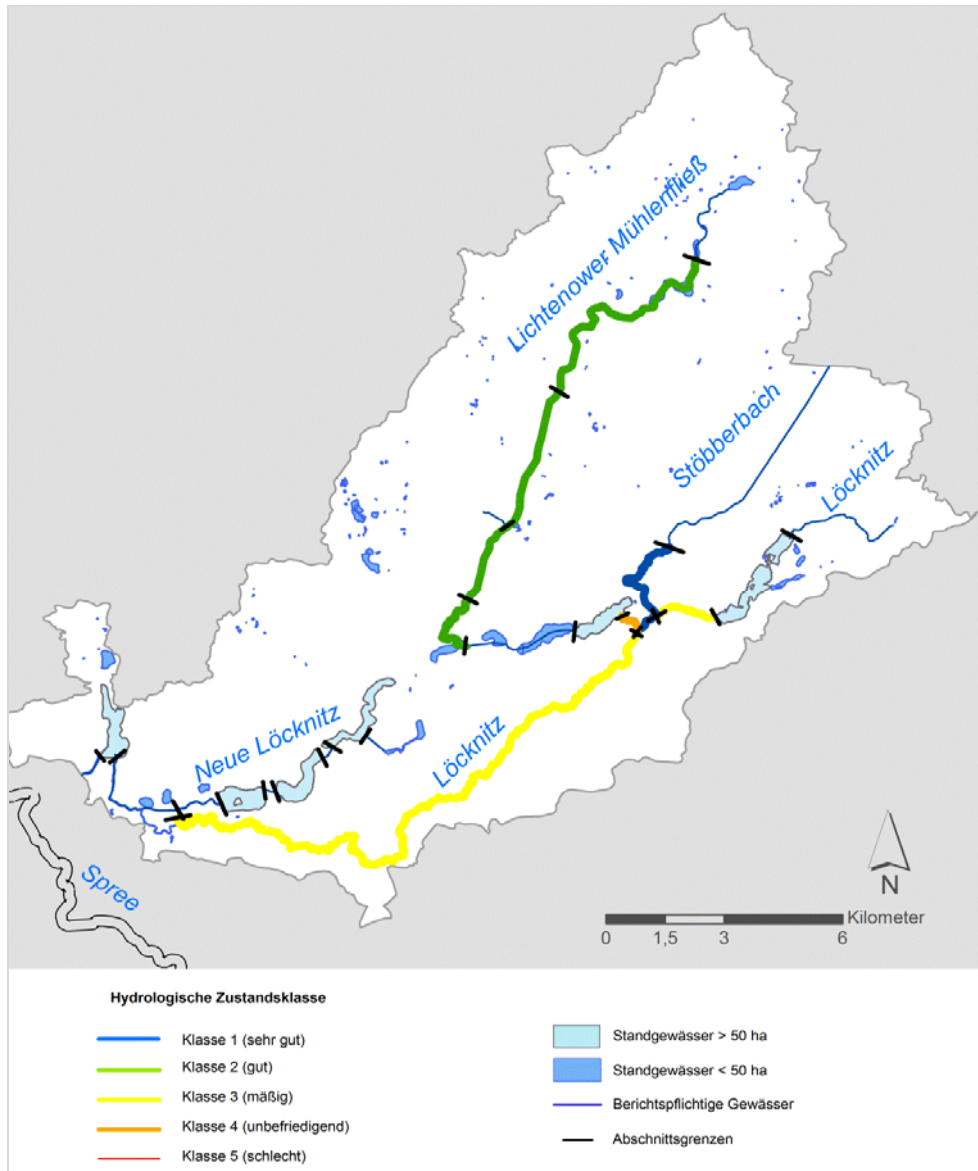 Lichtenower Mühlenfließ
Stöbberbach
Löcknitz
Neue Löcknitz
Löcknitz
Spree
N
Kilometer
0 1,5 3 6
Hydrologische Zustandsklasse
Klasse 1 (sehr gut)
Klasse 2 (gut)
Klasse 3 (mäßig)
Klasse 4 (unbefriedigend)
Klasse 5 (schlecht)
Standgewässer > 50 ha
Standgewässer < 50 ha
Berichtspflichtige Gewässer
Abschnittsgrenzen